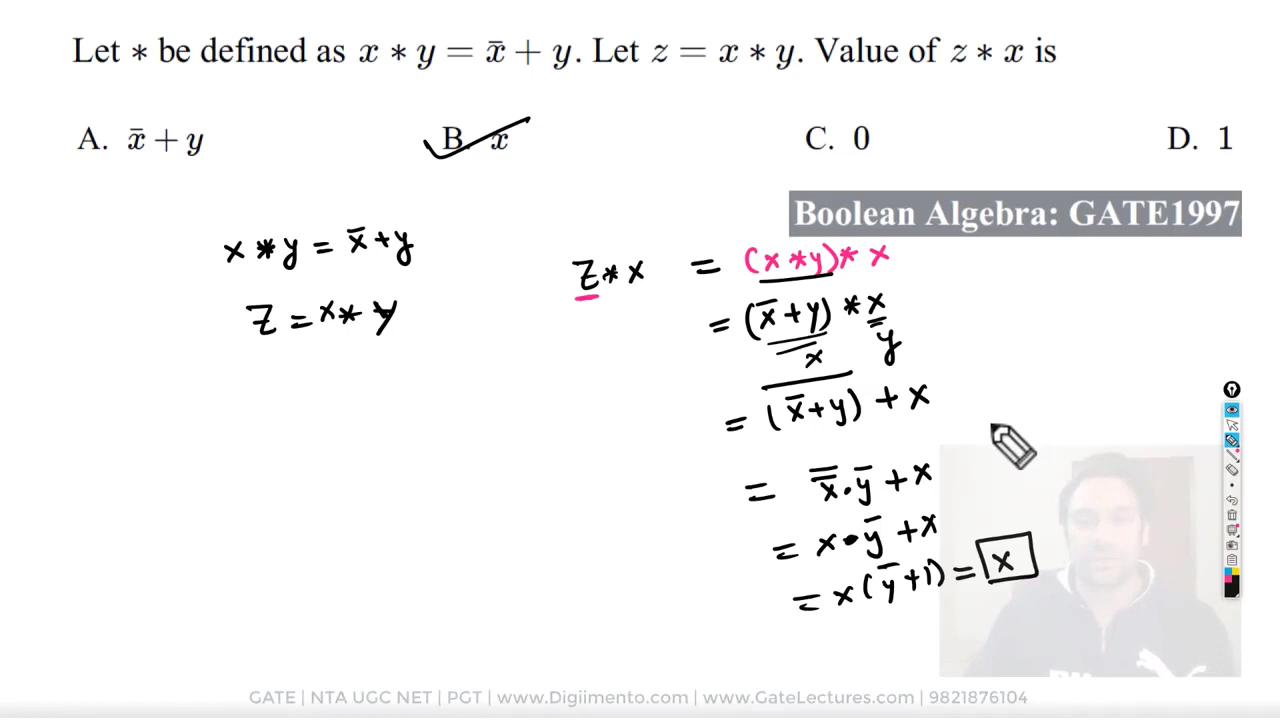 Let ∗ be defined as x ∗ y = x̄ + y. Let z = x ∗ y. Value of z ∗ x is
A. x̄ + y B. x C. 0 D. 1
Boolean Algebra: GATE1997
x * y = x̄ + y
Z = x * y
Z * x = (x * y) * x
= (x̄ + y) * x
x y
= (x̄ + y)̅ + x
= x̿ . ȳ + x
= x . ȳ + x
= x (ȳ + 1) = x
GATE | NTA UGC NET | PGT | www.Digiimento.com | www.GateLectures.com | 9821876104